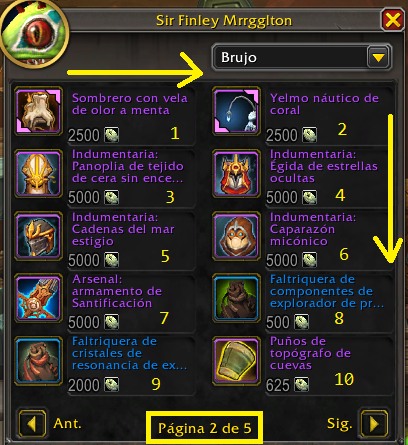 Sir Finley Mrrgglton
Brujo
Sombrero con vela
de olor a menta
2500
1
Yelmo náutico de
coral
2500
2
Indumentaria:
Panoplia de tejido
de cera sin ence...
5000
3
Indumentaria:
Égida de estrellas
ocultas
5000
4
Indumentaria:
Cadenas del mar
estigio
5000
5
Indumentaria:
Caparazón
micónico
5000
6
Arsenal:
armamento de
Santificación
5000
7
Faltriquera de
componentes de
explorador de pr...
500
8
Faltriquera de
cristales de
resonancia de ex...
2000
9
Puños de
topógrafo de
cuevas
625
10
Ant.
Página 2 de 5
Sig.